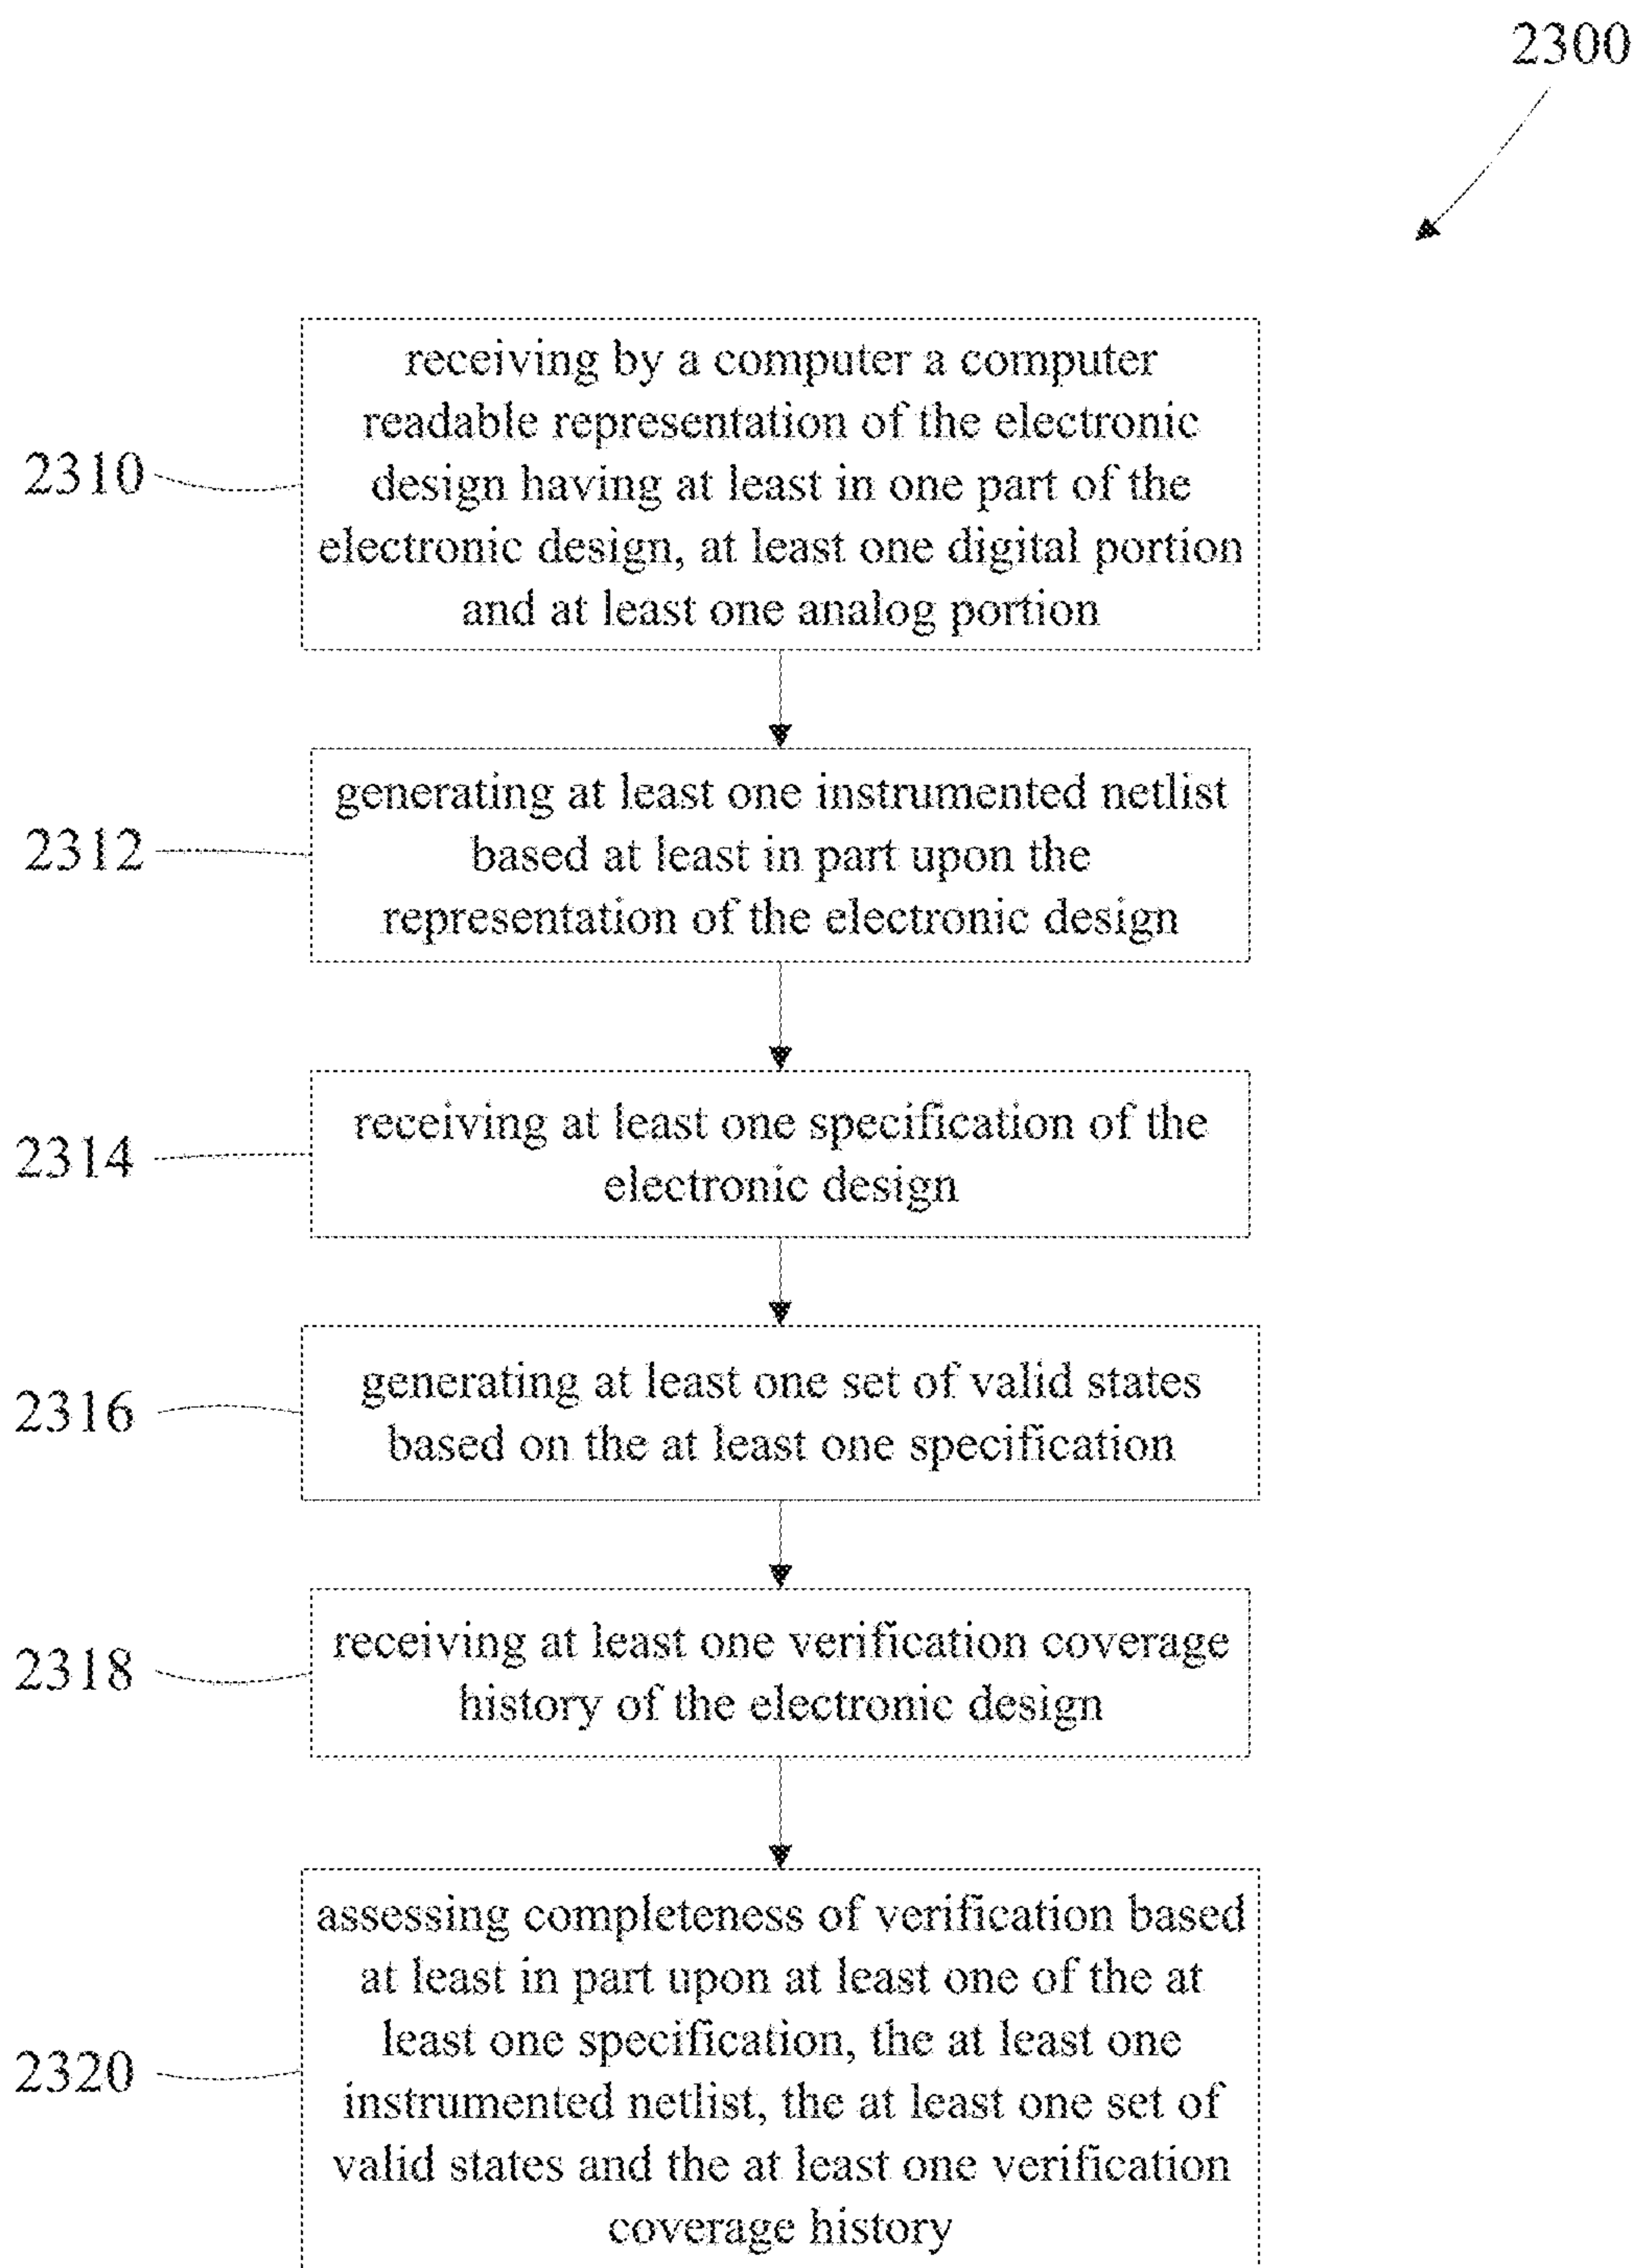 2300
receiving by a computer a computer
readable representation of the electronic
design having at least in one part of the
electronic design, at least one digital portion
and at least one analog portion
2310
generating at least one instrumented netlist
based at least in part upon the
representation of the electronic design
2312
receiving at least one specification of the
electronic design
2314
generating at least one set of valid states
based on the at least one specification
2316
receiving at least one verification coverage
history of the electronic design
2318
assessing completeness of verification based
at least in part upon at least one of the at
least one specification, the at least one
instrumented netlist, the at least one set of
valid states and the at least one verification
coverage history
2320